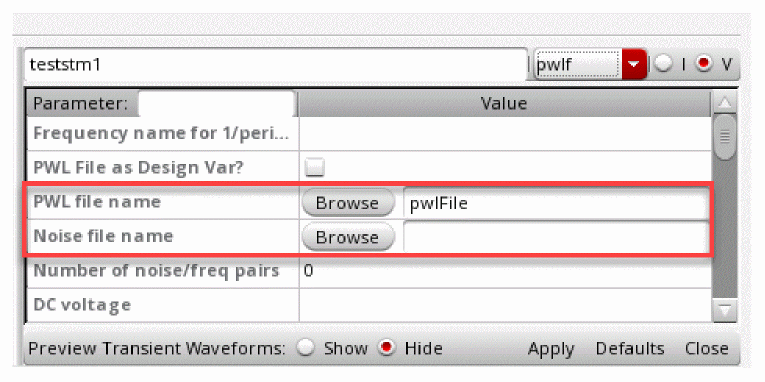 teststm1 pwlf I V
Parameter: Value
Frequency name for 1/peri...
PWL File as Design Var?
PWL file name Browse pwlFile
Noise file name Browse
Number of noise/freq pairs 0
DC voltage
Preview Transient Waveforms: Show Hide Apply Defaults Close